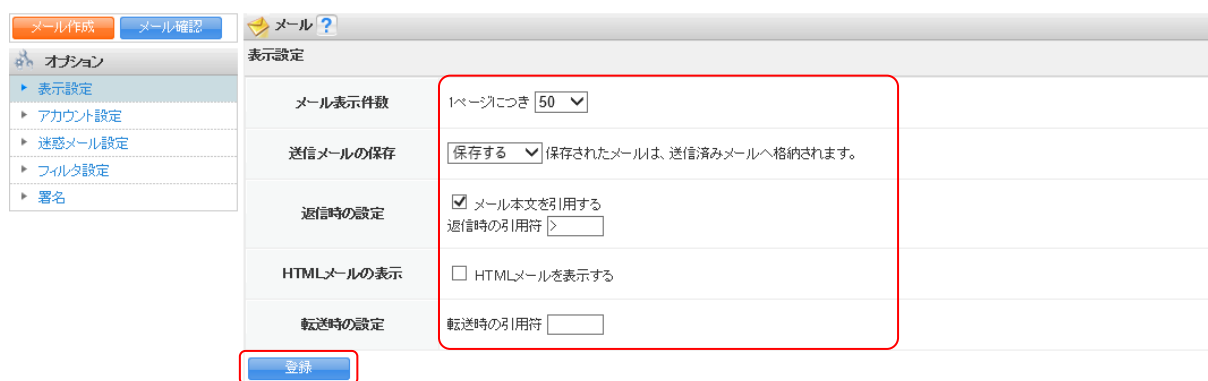 メール作成 メール確認
メール ?
オプション
表示設定
アカウント設定
迷惑メール設定
フィルタ設定
署名
表示設定
メール表示件数 1ページにつき 50
送信メールの保存 保存する 保存されたメールは、送信済みメールへ格納されます。
返信時の設定 メール本文を引用する
返信時の引用符 >
HTMLメールの表示 HTMLメールを表示する
転送時の設定 転送時の引用符
登録